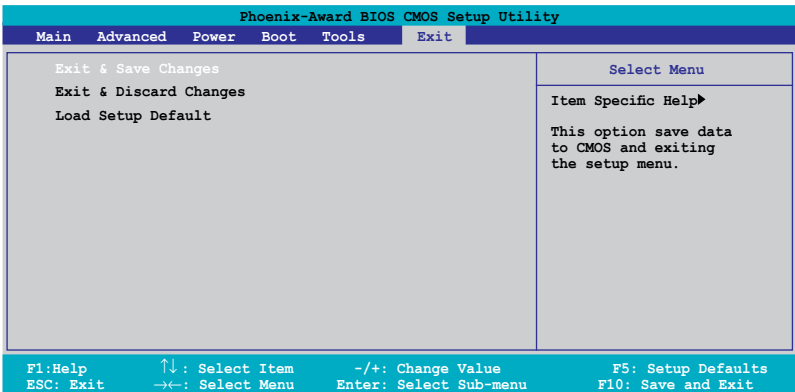 Phoenix-Award BIOS CMOS Setup Utility
Main Advanced Power Boot Tools Exit
Exit & Save Changes
Exit & Discard Changes
Load Setup Default
Select Menu
Item Specific Help▶
This option save data
to CMOS and exiting
the setup menu.
F1:Help ↑↓: Select Item -/+: Change Value F5: Setup Defaults
ESC: Exit →←: Select Menu Enter: Select Sub-menu F10: Save and Exit